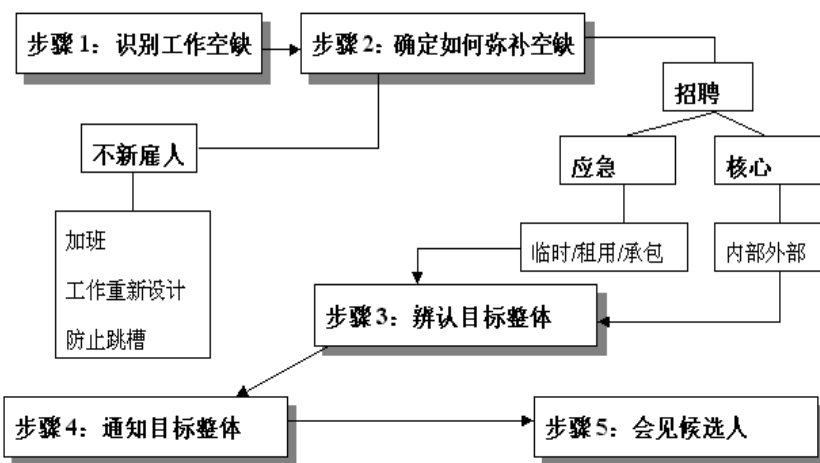 步骤1：识别工作空缺
步骤2：确定如何弥补空缺
招聘
不新雇人
应急
核心
加班
工作重新设计
防止跳槽
临时/租用/承包
内部外部
步骤3：辨认目标整体
步骤4：通知目标整体
步骤5：会见候选人